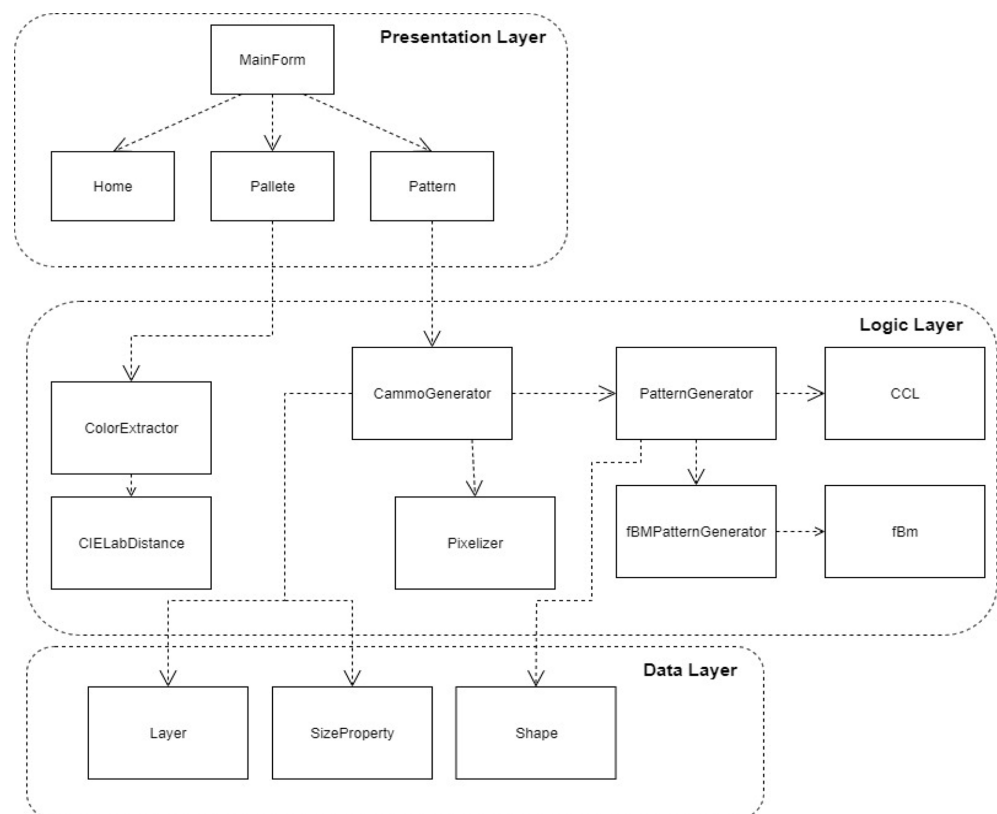 Presentation Layer
MainForm
Home
Pallete
Pattern
Logic Layer
CammoGenerator
PatternGenerator
CCL
ColorExtractor
CIELabDistance
Pixelizer
fBMPatternGenerator
fBm
Data Layer
Layer
SizeProperty
Shape